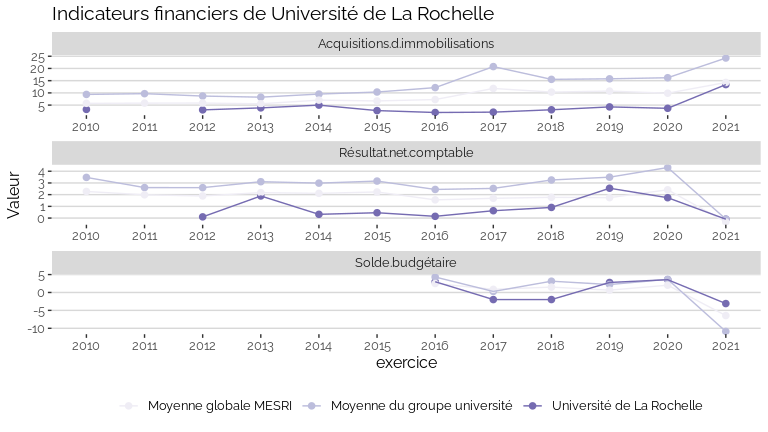 Indicateurs financiers de Université de La Rochelle
Acquisitions.d.immobilisations
25
20
15
10
5
2010 2011 2012 2013 2014 2015 2016 2017 2018 2019 2020 2021
Résultat.net.comptable
4
3
2
1
0
2010 2011 2012 2013 2014 2015 2016 2017 2018 2019 2020 2021
Valeur
Solde.budgétaire
5
0
-5
-10
2010 2011 2012 2013 2014 2015 2016 2017 2018 2019 2020 2021
exercice
Moyenne globale MESRI Moyenne du groupe université Université de La Rochelle